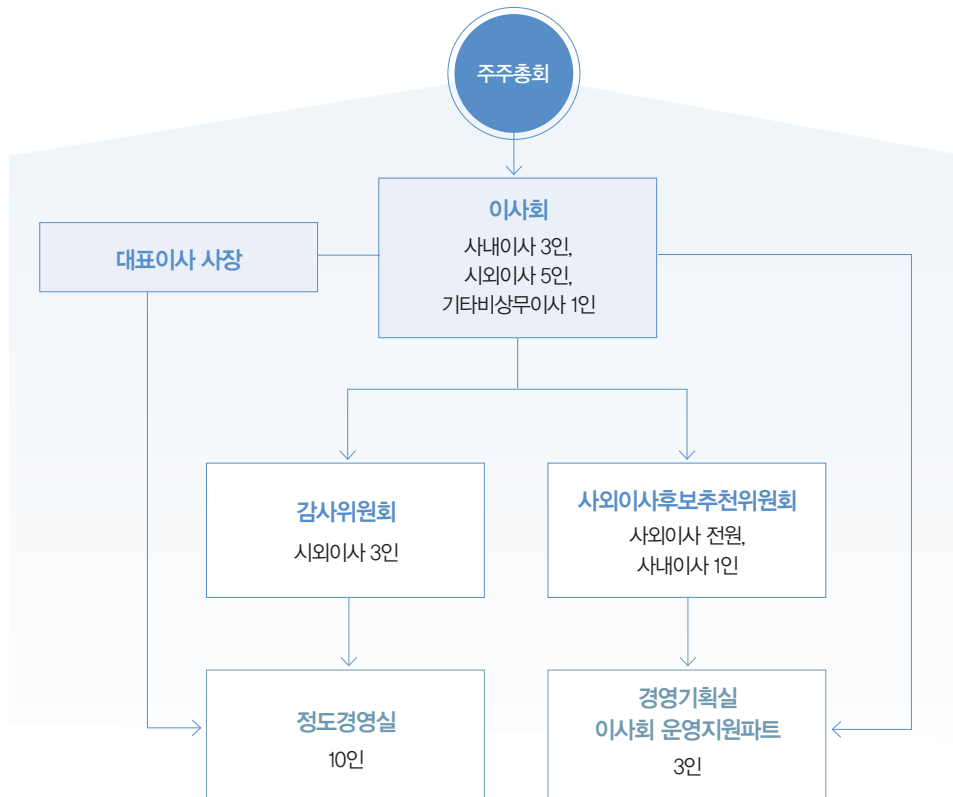 주주총회
이사회
사내이사 3인,
시외이사 5인,
기타비상무이사 1인
대표이사 사장
감사위원회
시외이사 3인
사외이사후보추천위원회
사외이사 전원,
사내이사 1인
정도경영실
10인
경영기획실
이사회 운영지원파트
3인